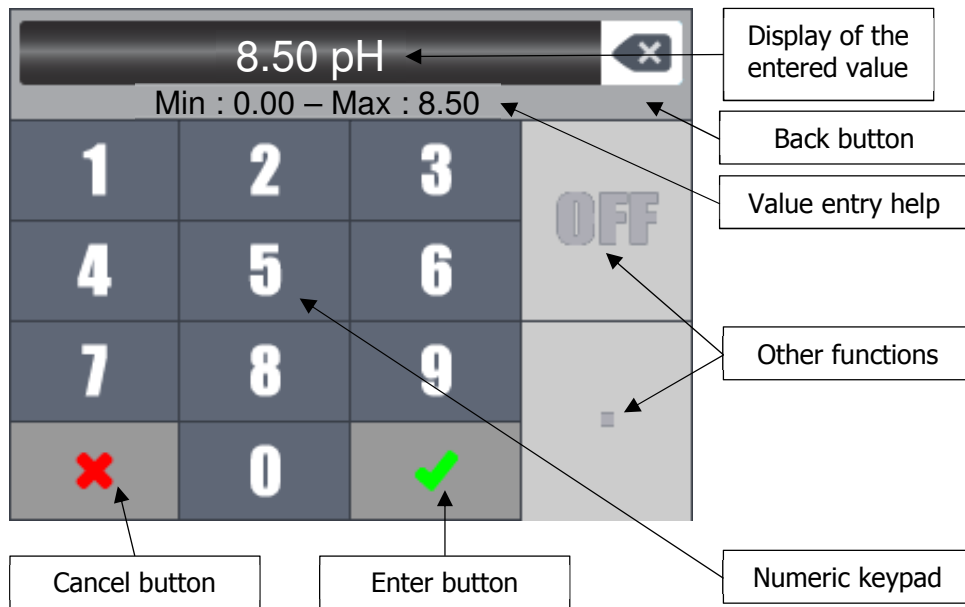 8.50 pH
Display of the
entered value
Min : 0.00 – Max : 8.50
Back button
1 2 3
OFF
Value entry help
4 5 6
7 8 9
.
Other functions
0
Cancel button
Enter button
Numeric keypad